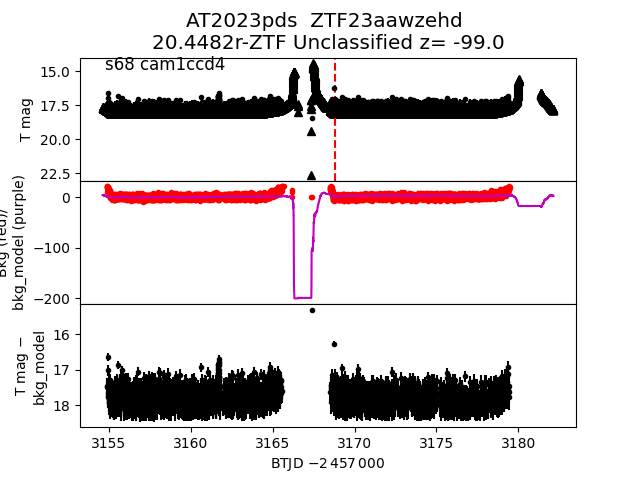 AT2023pds  ZTF23aawzehd
20.4482r-ZTF Unclassified z= -99.0
s68 cam1ccd4
15.0
17.5
20.0
22.5
T mag
0
−100
−200
Bkg (red)/
bkg_model (purple)
16
17
18
T mag −
bkg_model
3155 3160 3165 3170 3175 3180
BTJD −2 457 000